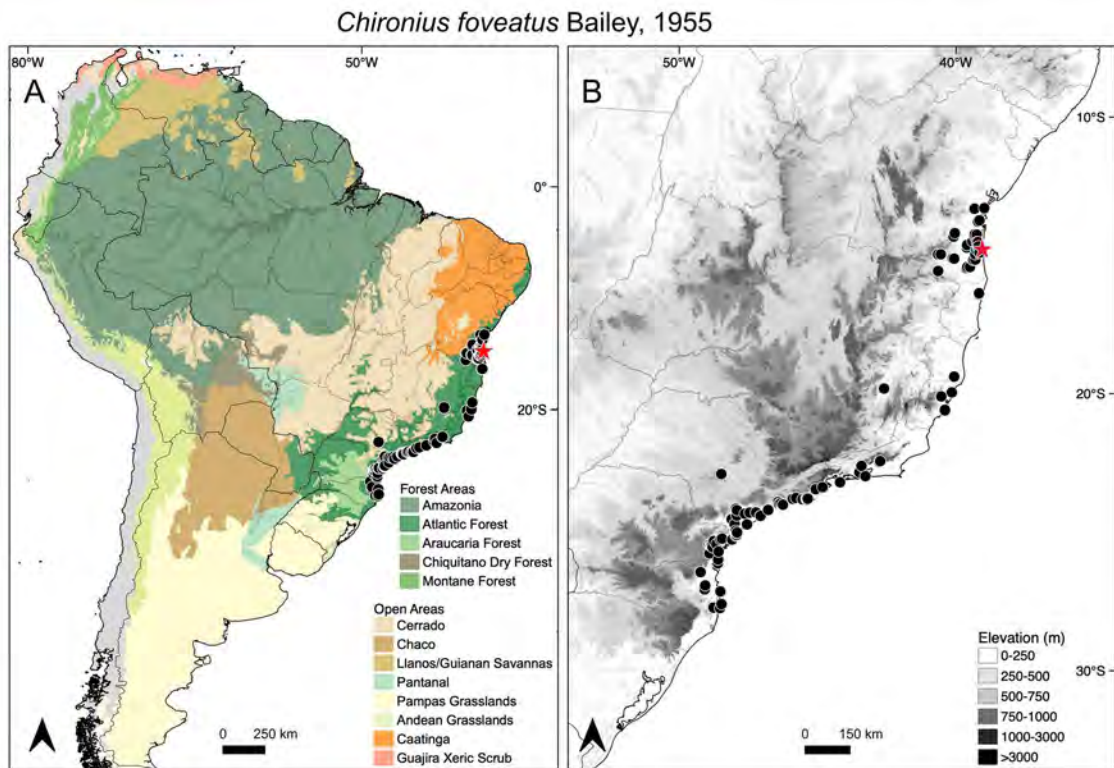 Chironius foveatus Bailey, 1955
80°W
50°W
A
0°
20°S
Forest Areas
Amazonia
Atlantic Forest
Araucaria Forest
Chiquitano Dry Forest
Montane Forest
Open Areas
Cerrado
Chaco
Llanos/Guianan Savannas
Pantanal
Pampas Grasslands
Andean Grasslands
Caatinga
Guajira Xeric Scrub
0 250 km
50°W
40°W
B
10°S
20°S
30°S
Elevation (m)
0-250
250-500
500-750
750-1000
1000-3000
>3000
0 150 km